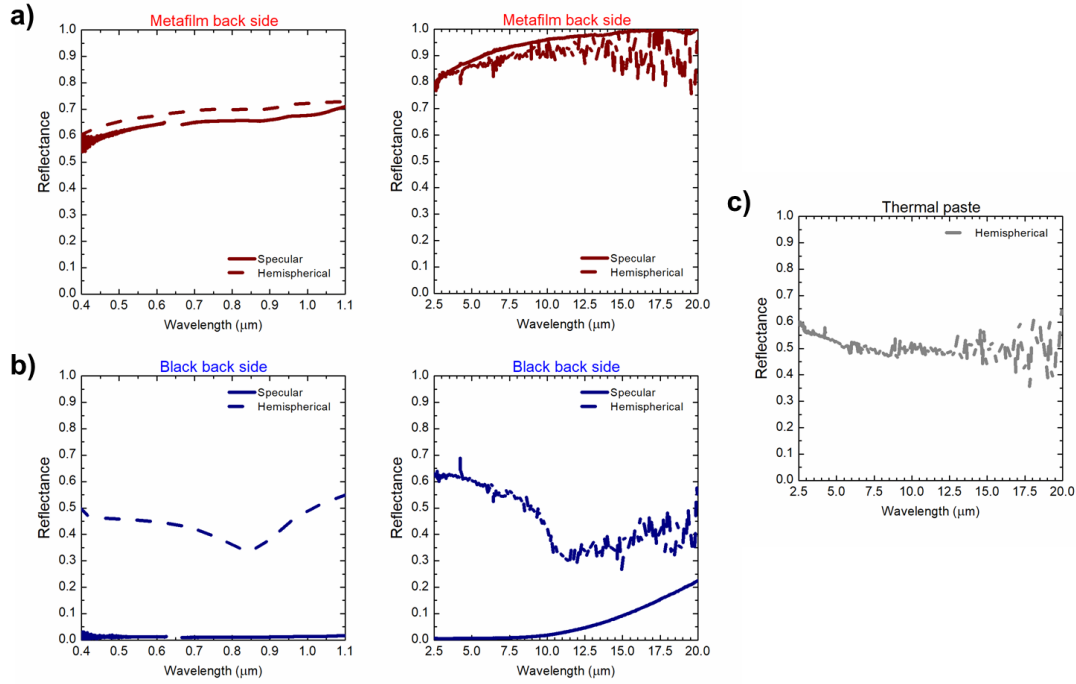 a)
Metafilm back side
1.0
0.9
0.8
0.7
0.6
0.5
0.4
0.3
0.2
0.1
0.0
Reflectance
Specular
Hemispherical
0.4 0.5 0.6 0.7 0.8 0.9 1.0 1.1
Wavelength (μm)
Metafilm back side
1.0
0.9
0.8
0.7
0.6
0.5
0.4
0.3
0.2
0.1
0.0
Reflectance
Specular
Hemispherical
2.5 5.0 7.5 10.0 12.5 15.0 17.5 20.0
Wavelength (μm)
b)
Black back side
1.0
0.9
0.8
0.7
0.6
0.5
0.4
0.3
0.2
0.1
0.0
Reflectance
Specular
Hemispherical
0.4 0.5 0.6 0.7 0.8 0.9 1.0 1.1
Wavelength (μm)
Black back side
1.0
0.9
0.8
0.7
0.6
0.5
0.4
0.3
0.2
0.1
0.0
Reflectance
Specular
Hemispherical
2.5 5.0 7.5 10.0 12.5 15.0 17.5 20.0
Wavelength (μm)
c)
Thermal paste
1.0
0.9
0.8
0.7
0.6
0.5
0.4
0.3
0.2
0.1
0.0
Reflectance
Hemispherical
2.5 5.0 7.5 10.0 12.5 15.0 17.5 20.0
Wavelength (μm)